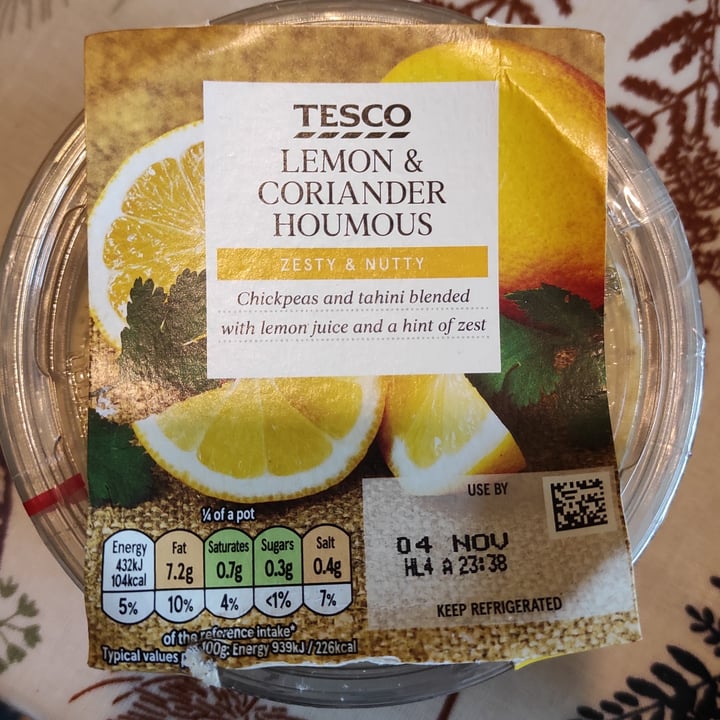 TESCO
LEMON &
CORIANDER
HOUMOUS
ZESTY & NUTTY
Chickpeas and tahini blended
with lemon juice and a hint of zest
¼ of a pot
Energy 432kJ 104kcal 5%
Fat 7.2g 10%
Saturates 0.7g 4%
Sugars 0.3g <1%
Salt 0.4g 7%
of the reference intake*
Typical values 100g: Energy 939kJ / 226kcal
USE BY
04 NOV
HL4 A 23:38
KEEP REFRIGERATED